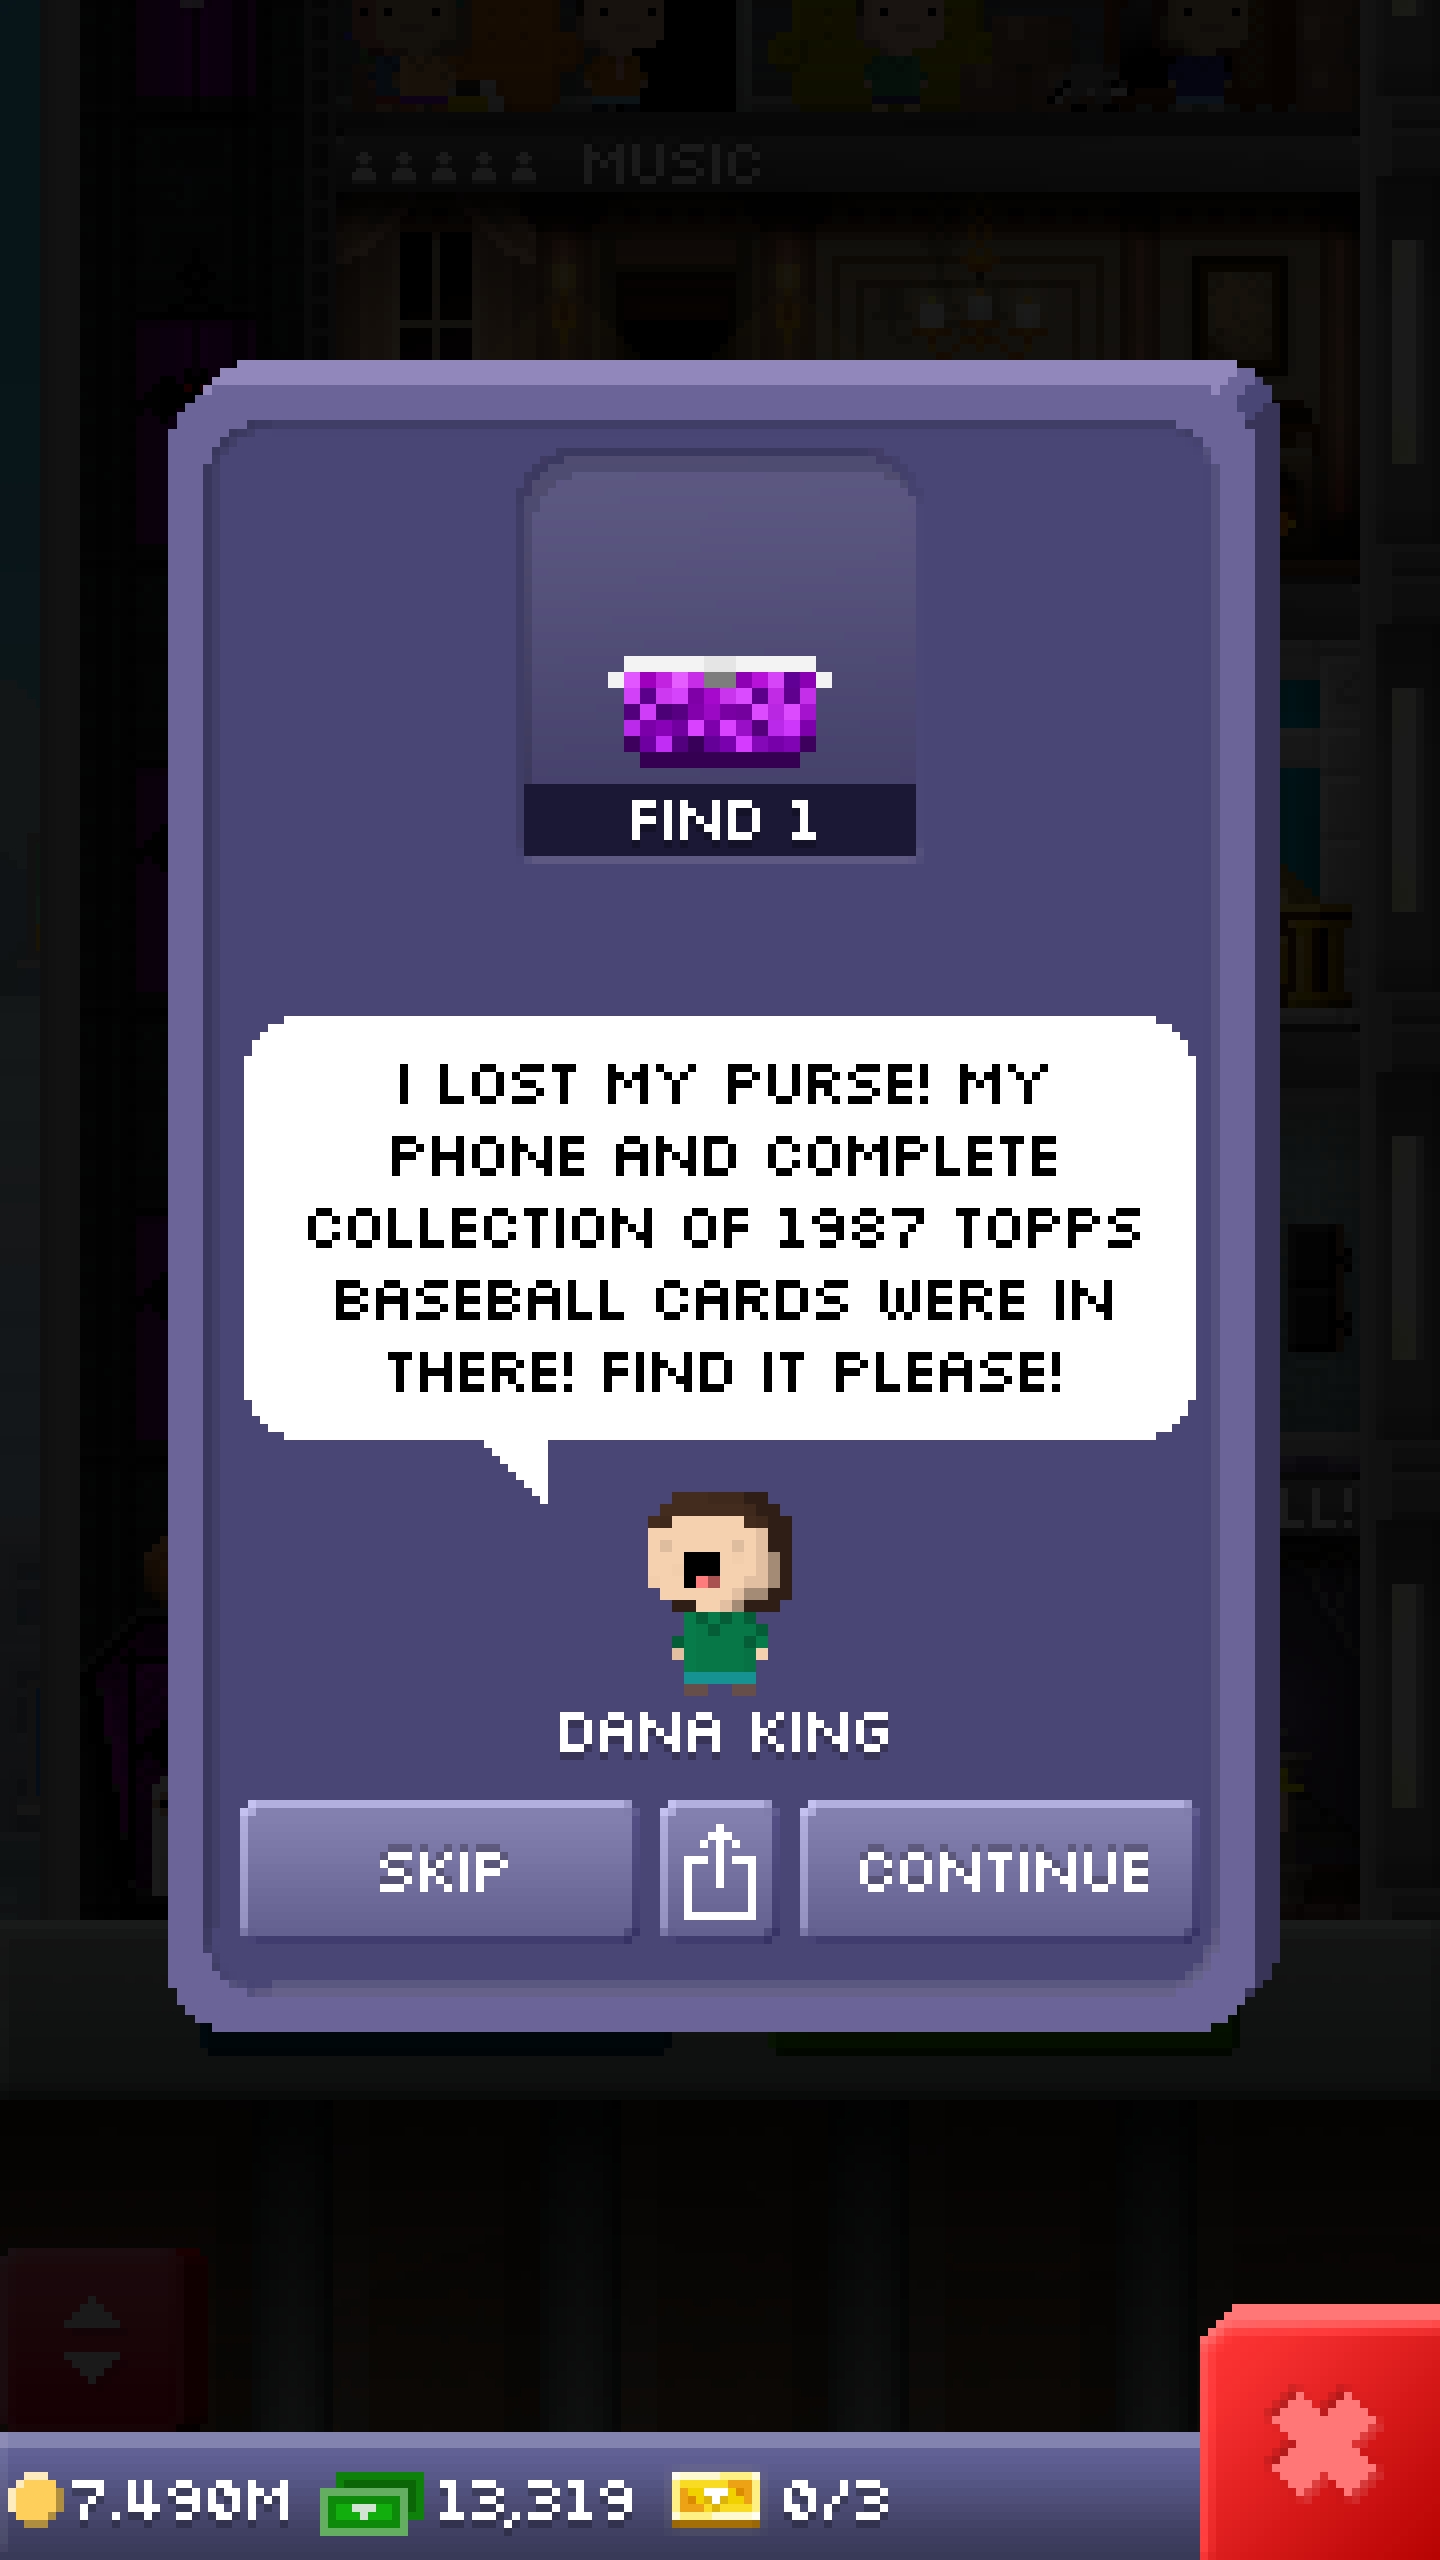 MUSIC
FIND 1
I LOST MY PURSE! MY
PHONE AND COMPLETE
COLLECTION OF 1987 TOPPS
BASEBALL CARDS WERE IN
THERE! FIND IT PLEASE!
LL!
DANA KING
SKIP
CONTINUE
7.490M 13,319 0/3